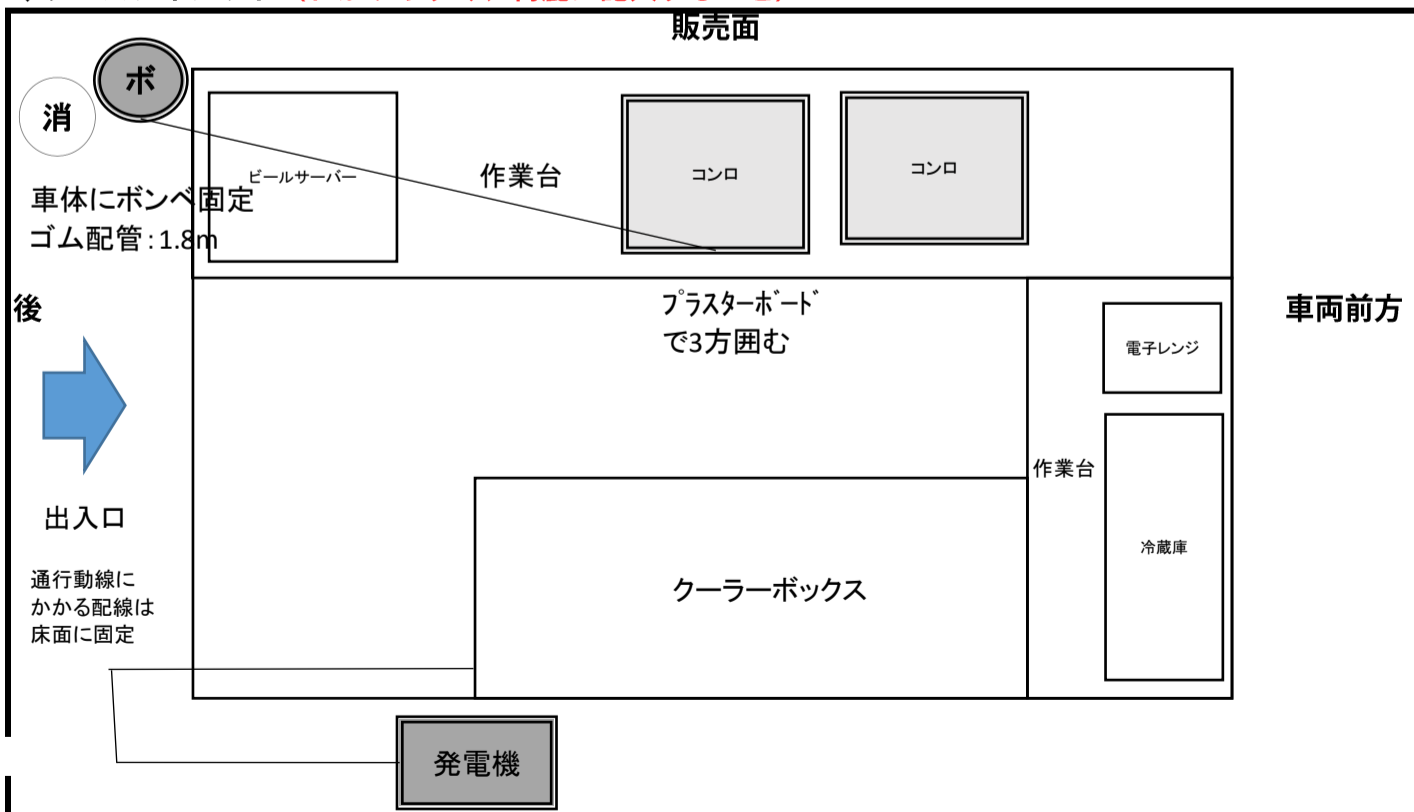 販売面
ボ
消
ビールサーバー
作業台
コンロ
コンロ
車体にボンベ固定
ゴム配管：1.8m
後
プラスターボード
で3方囲む
車両前方
電子レンジ
作業台
出入口
冷蔵庫
通行動線に
かかる配線は
床面に固定
クーラーボックス
発電機